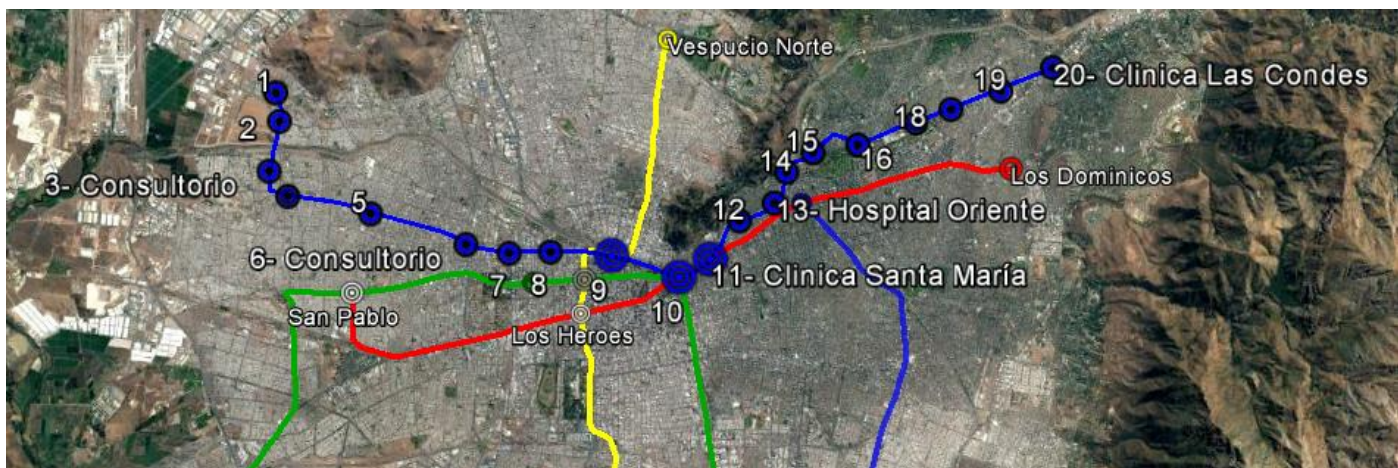 Vespucio Norte
1
19
20- Clinica Las Condes
2
18
15
16
14
3- Consultorio
Los Dominicos
5
12
13- Hospital Oriente
6- Consultorio
7
8
9
11- Clinica Santa María
10
San Pablo
Los Heroes